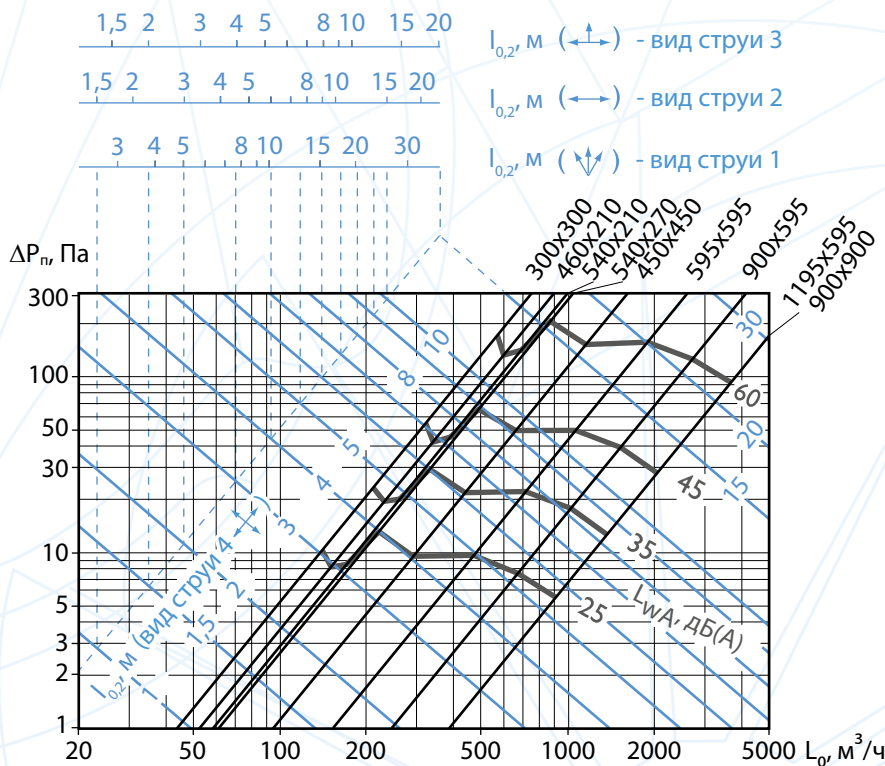 1,5 2 3 4 5 8 10 15 20
l0,2, м ( ) - вид струи 3
1,5 2 3 4 5 8 10 15 20
l0,2, м ( ) - вид струи 2
3 4 5 8 10 15 20 30
l0,2, м ( ) - вид струи 1
ΔPп, Па
300x300
460x210
540x210
540x270
450x450
595x595
900x595
1195x595
900x900
300
100
50
30
10
5
3
2
1
20 50 100 200 500 1000 2000 5000 L0, м³/ч
l0,2, м (вид струи 4 )
1
1,5
2
3
4
5
8
10
15
20
30
60
45
35
25
LwA, дБ(А)